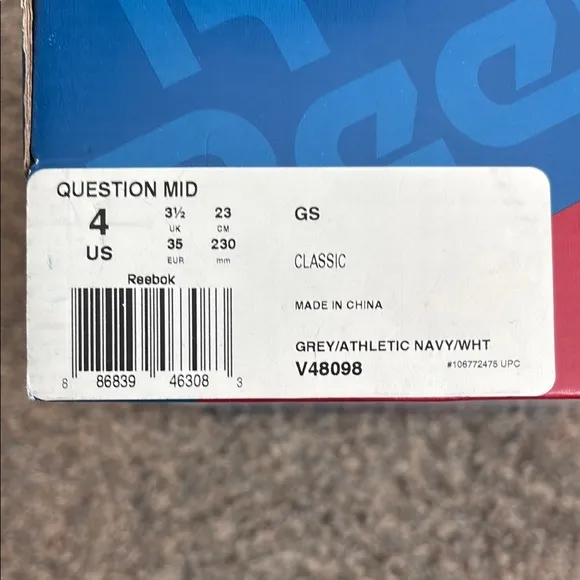 QUESTION MID
4
US
3½
UK
23
CM
35
EUR
230
mm
Reebok
8 86839 46308 3
GS
CLASSIC
MADE IN CHINA
GREY/ATHLETIC NAVY/WHT
V48098
#106772475 UPC